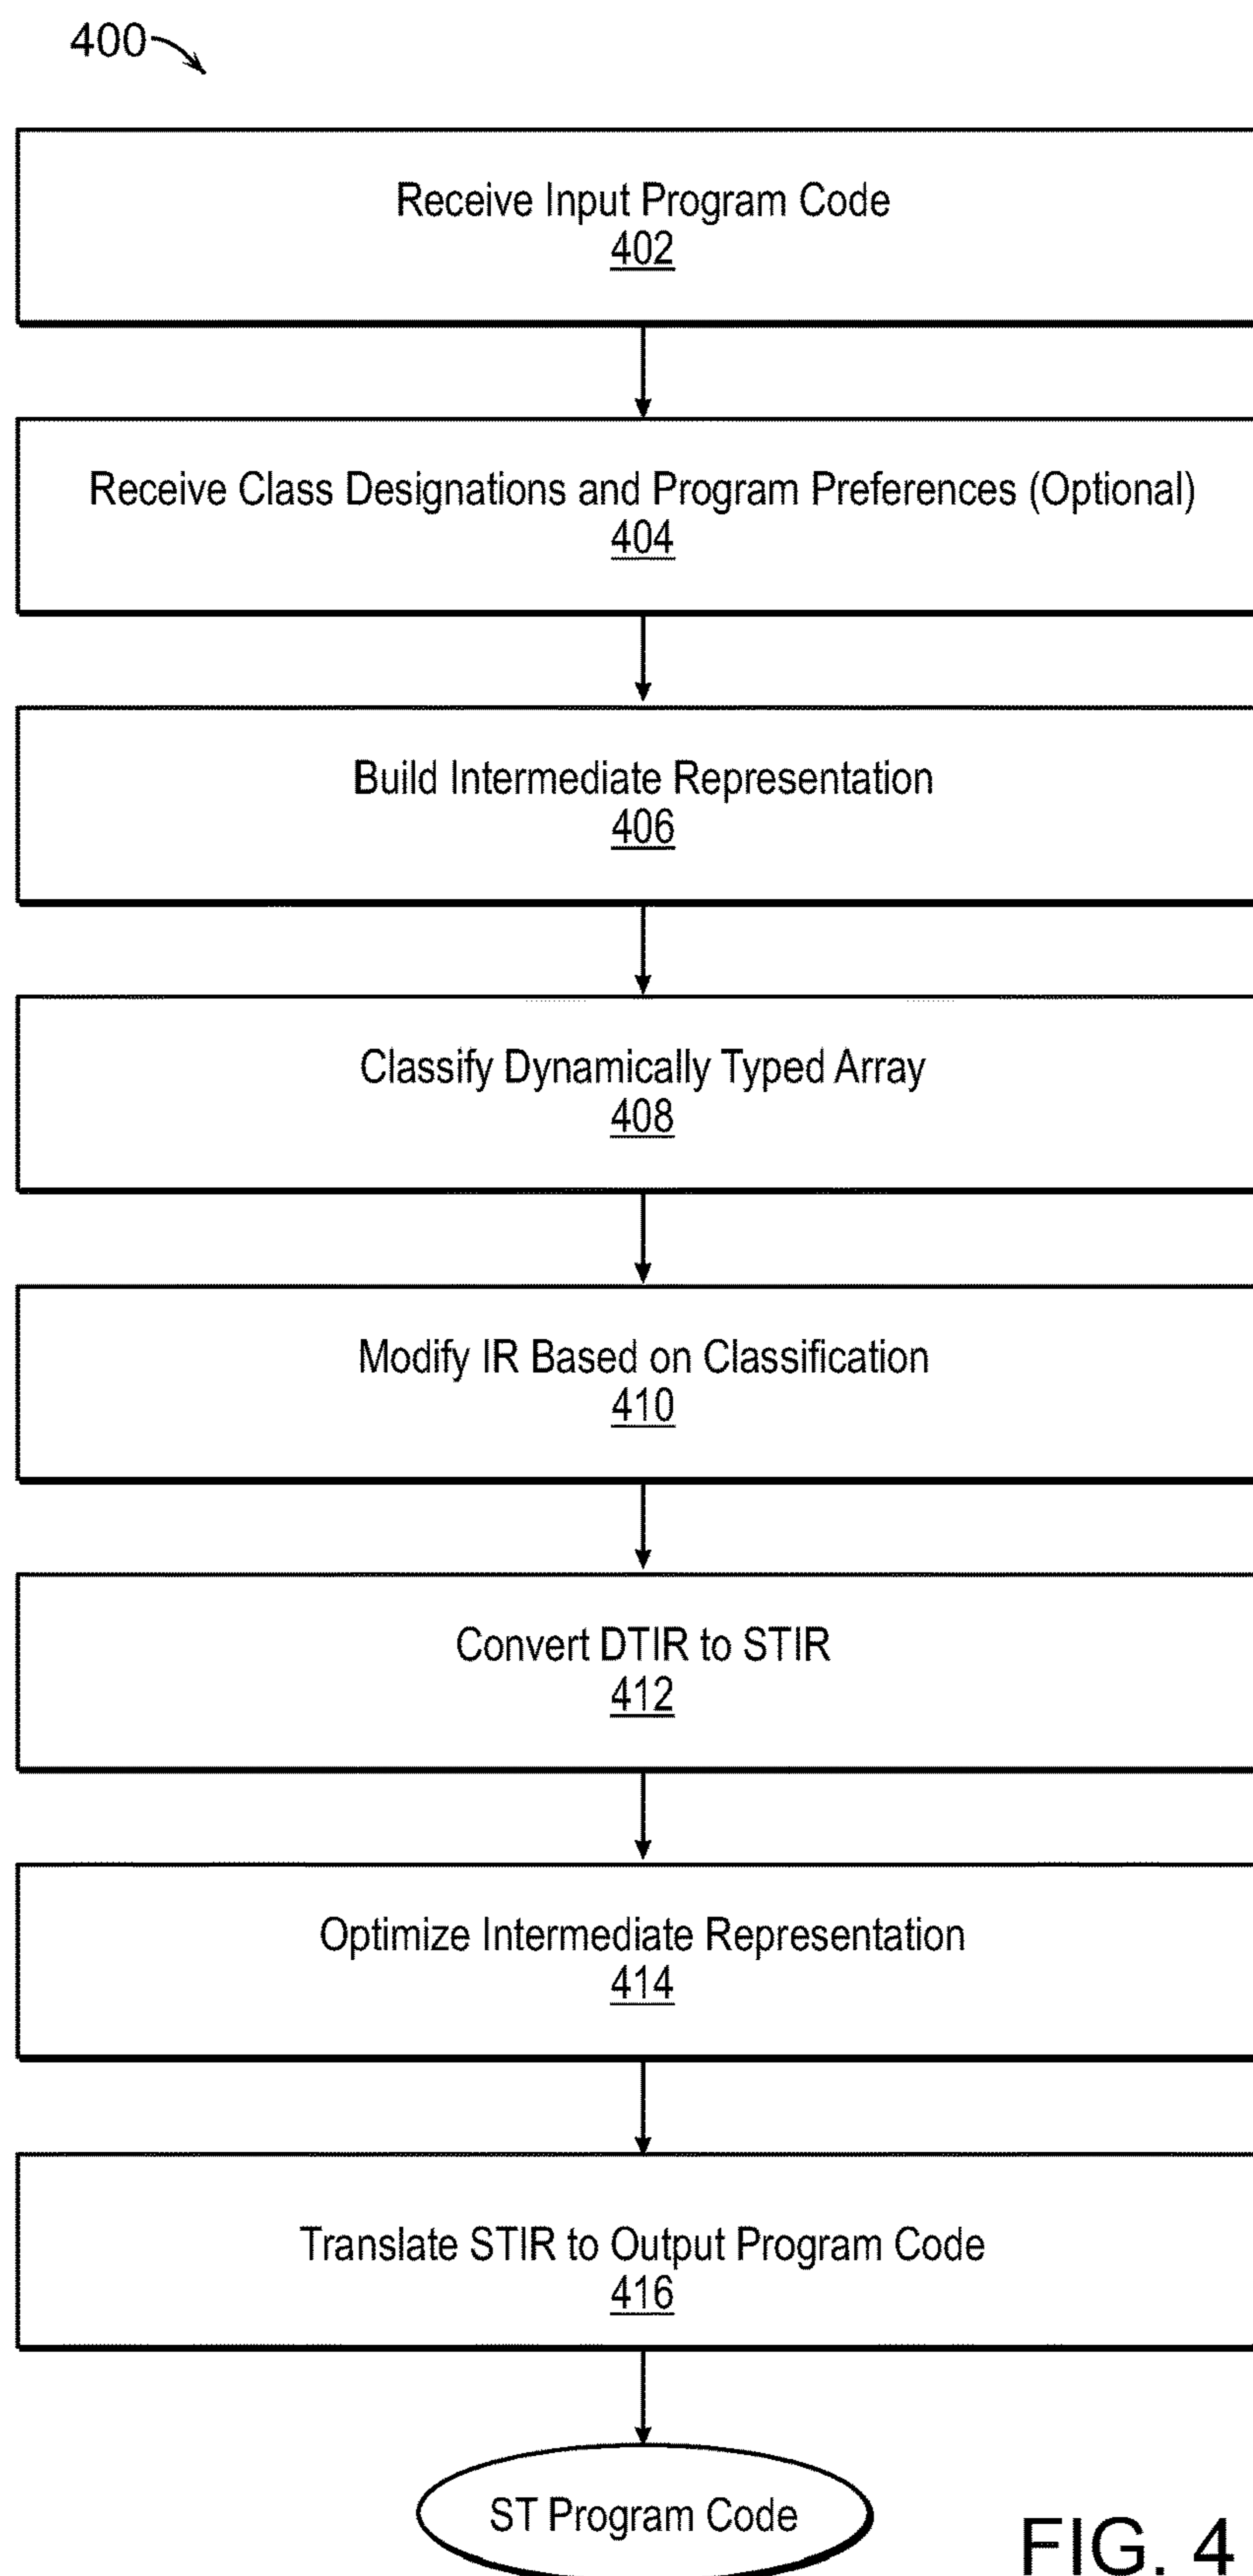 400
Receive Input Program Code
402
Receive Class Designations and Program Preferences (Optional)
404
Build Intermediate Representation
406
Classify Dynamically Typed Array
408
Modify IR Based on Classification
410
Convert DTIR to STIR
412
Optimize Intermediate Representation
414
Translate STIR to Output Program Code
416
ST Program Code
FIG. 4